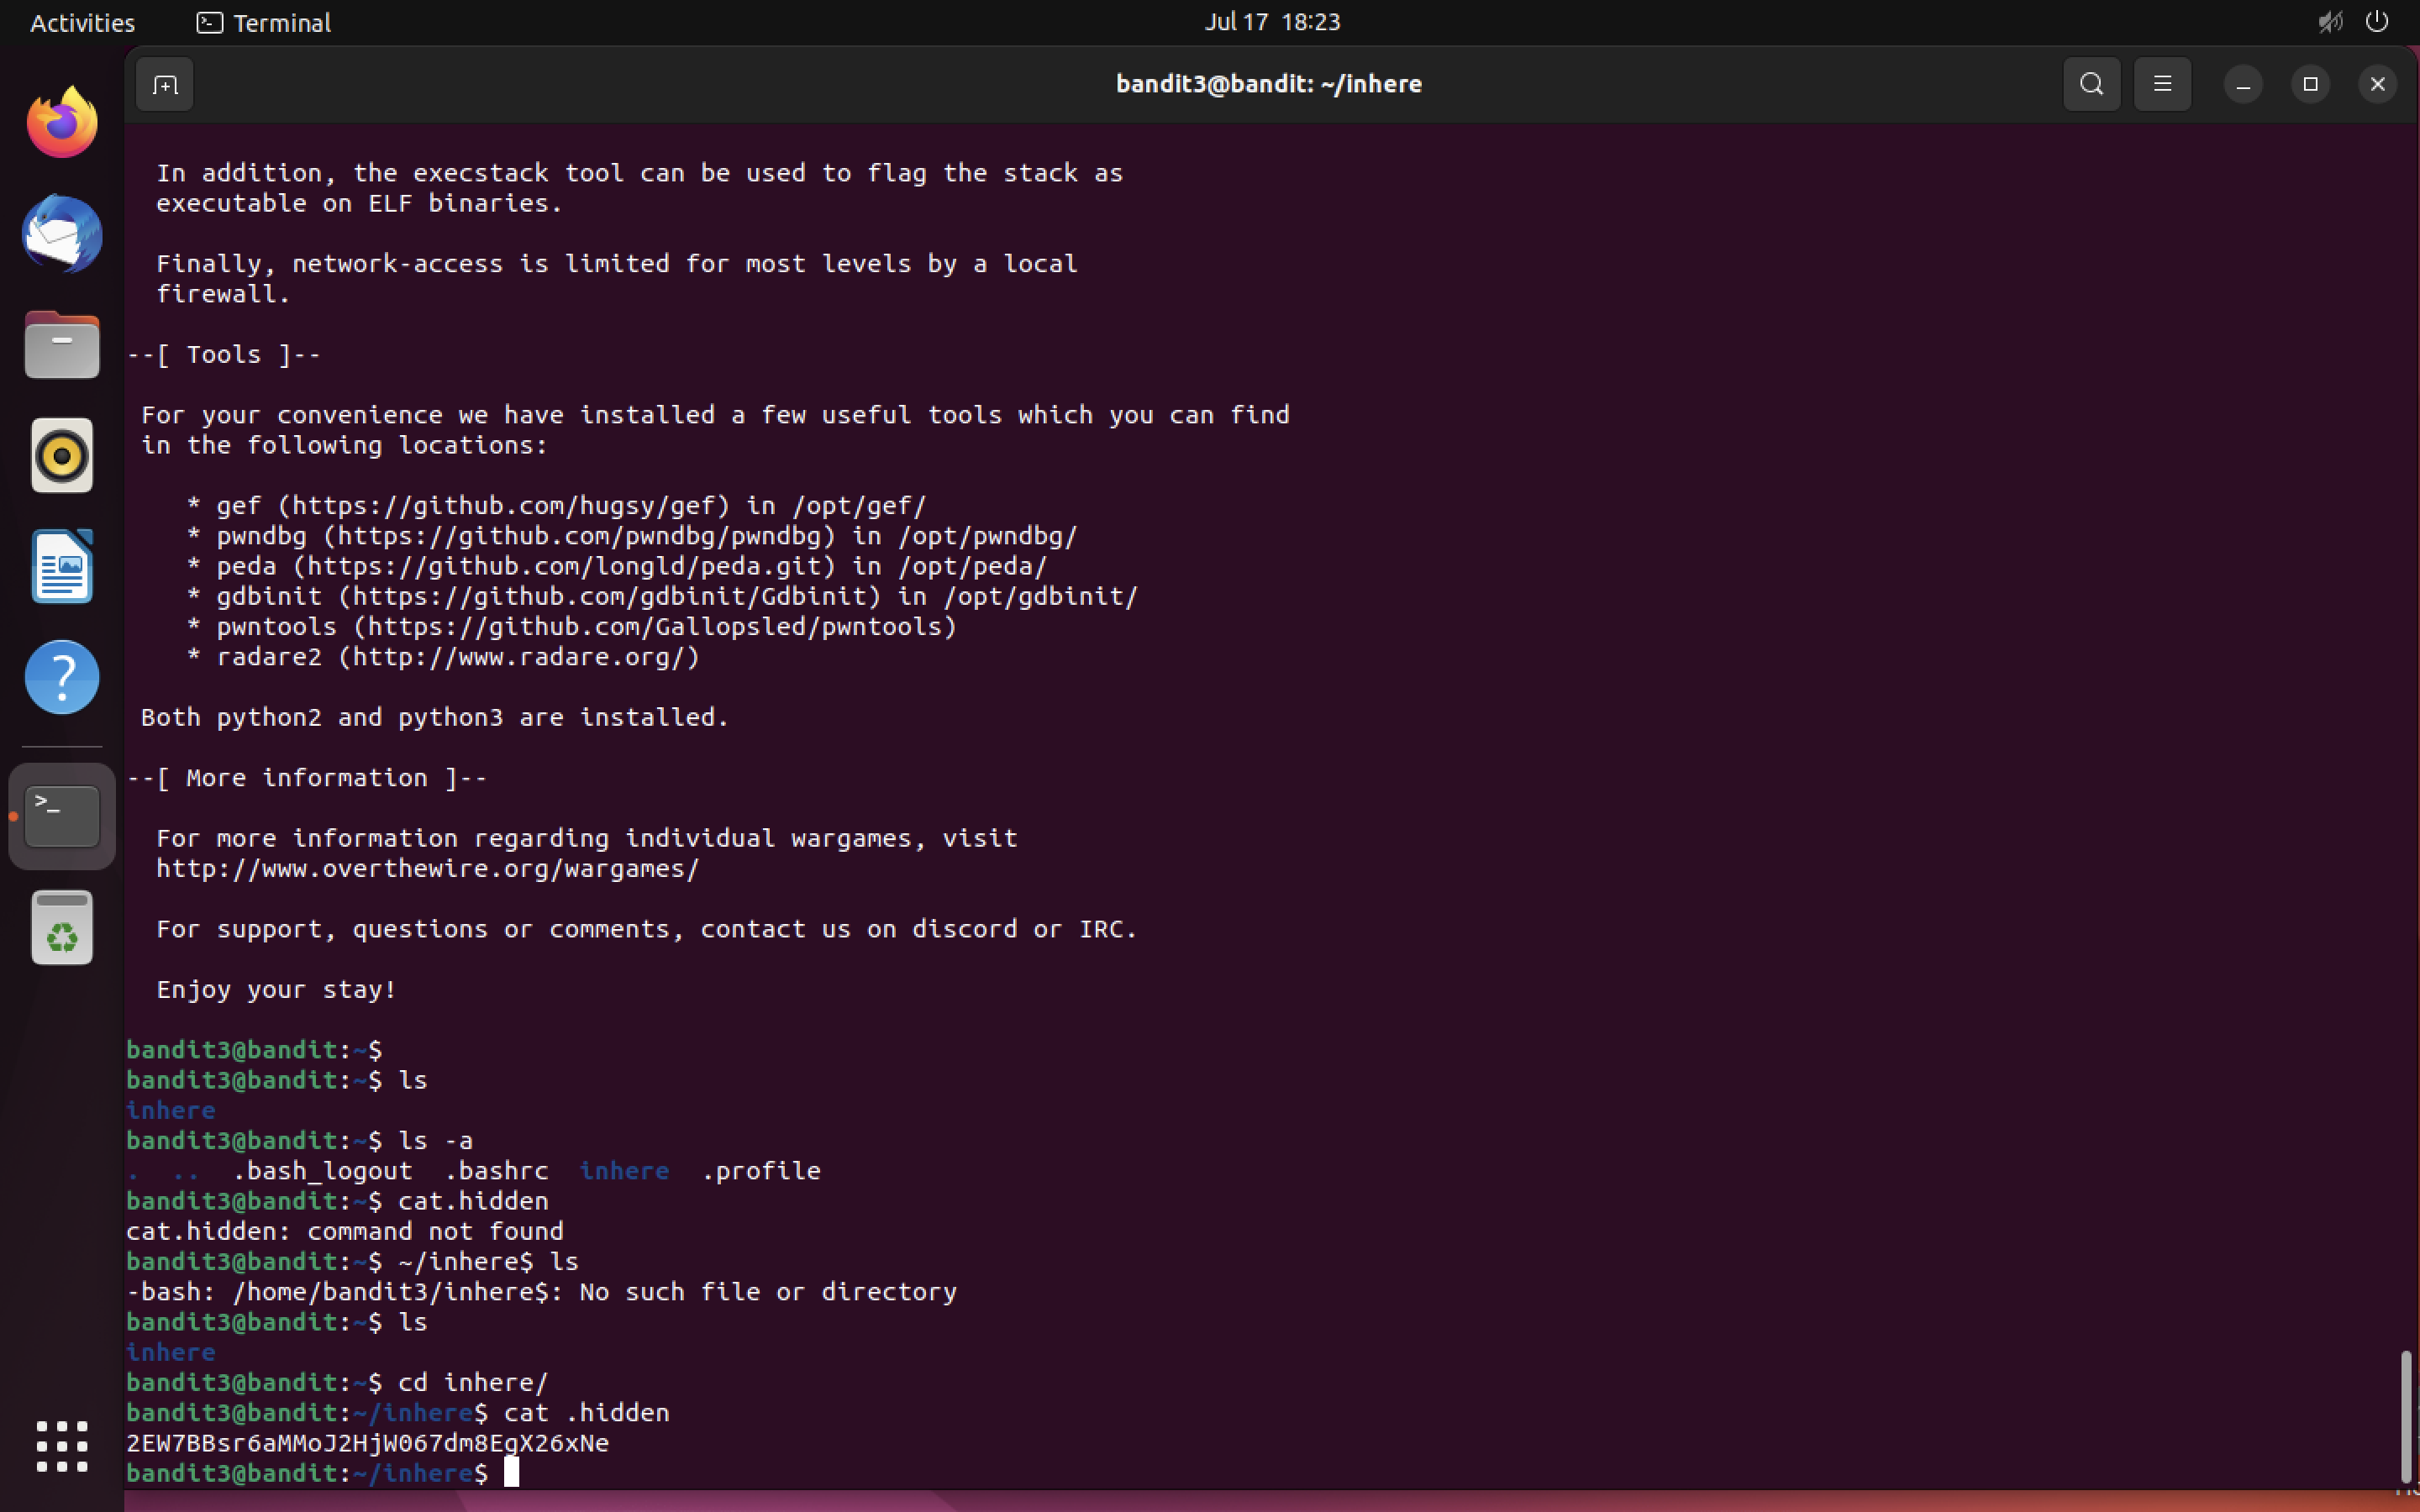 Activities
Terminal
Jul 17 18:23
bandit3@bandit: ~/inhere
In addition, the execstack tool can be used to flag the stack as
executable on ELF binaries.
Finally, network-access is limited for most levels by a local
firewall.
--[ Tools ]--
For your convenience we have installed a few useful tools which you can find
in the following locations:
* gef (https://github.com/hugsy/gef) in /opt/gef/
* pwndbg (https://github.com/pwndbg/pwndbg) in /opt/pwndbg/
* peda (https://github.com/longld/peda.git) in /opt/peda/
* gdbinit (https://github.com/gdbinit/Gdbinit) in /opt/gdbinit/
* pwntools (https://github.com/Gallopsled/pwntools)
* radare2 (http://www.radare.org/)
Both python2 and python3 are installed.
--[ More information ]--
For more information regarding individual wargames, visit
http://www.overthewire.org/wargames/
For support, questions or comments, contact us on discord or IRC.
Enjoy your stay!
bandit3@bandit:~$
bandit3@bandit:~$ ls
inhere
bandit3@bandit:~$ ls -a
. .. .bash_logout .bashrc inhere .profile
bandit3@bandit:~$ cat.hidden
cat.hidden: command not found
bandit3@bandit:~$ ~/inhere$ ls
-bash: /home/bandit3/inhere$: No such file or directory
bandit3@bandit:~$ ls
inhere
bandit3@bandit:~$ cd inhere/
bandit3@bandit:~/inhere$ cat .hidden
2EW7BBsr6aMMoJ2HjW067dm8EgX26xNe
bandit3@bandit:~/inhere$